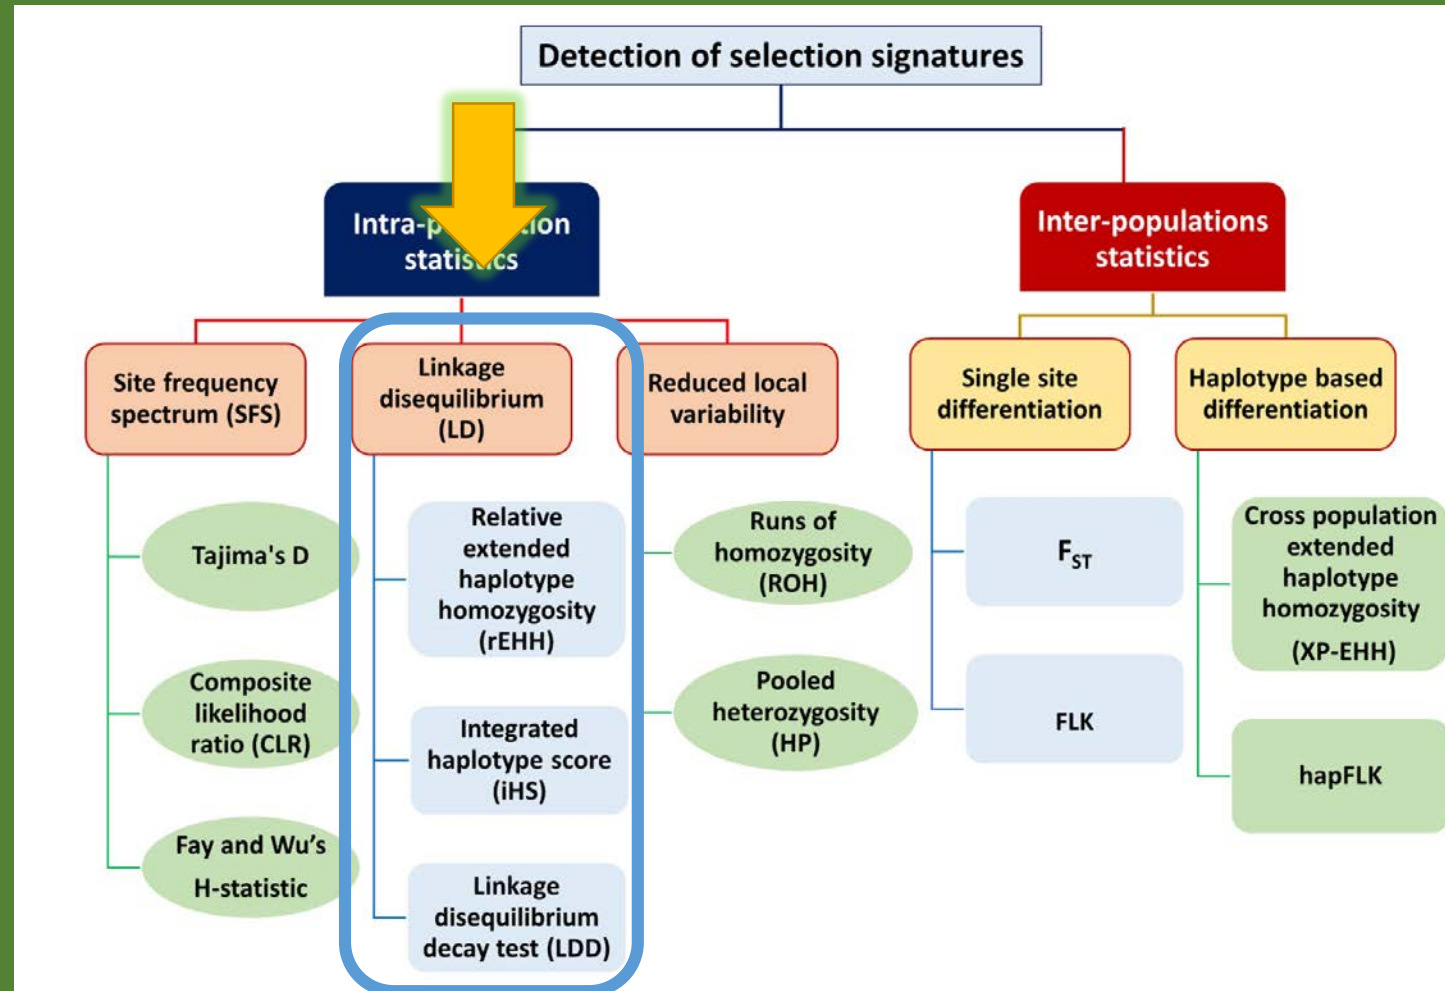 Detection of selection signatures
Intra-population
statistics
Inter-populations
statistics
Site frequency
spectrum (SFS)
Linkage
disequilibrium
(LD)
Reduced local
variability
Single site
differentiation
Haplotype based
differentiation
Tajima's D
Composite
likelihood
ratio (CLR)
Fay and Wu’s
H-statistic
Relative
extended
haplotype
homozygosity
(rEHH)
Integrated
haplotype score
(iHS)
Linkage
disequilibrium
decay test (LDD)
Runs of
homozygosity
(ROH)
Pooled
heterozygosity
(HP)
FST
FLK
Cross population
extended
haplotype
homozygosity
(XP-EHH)
hapFLK